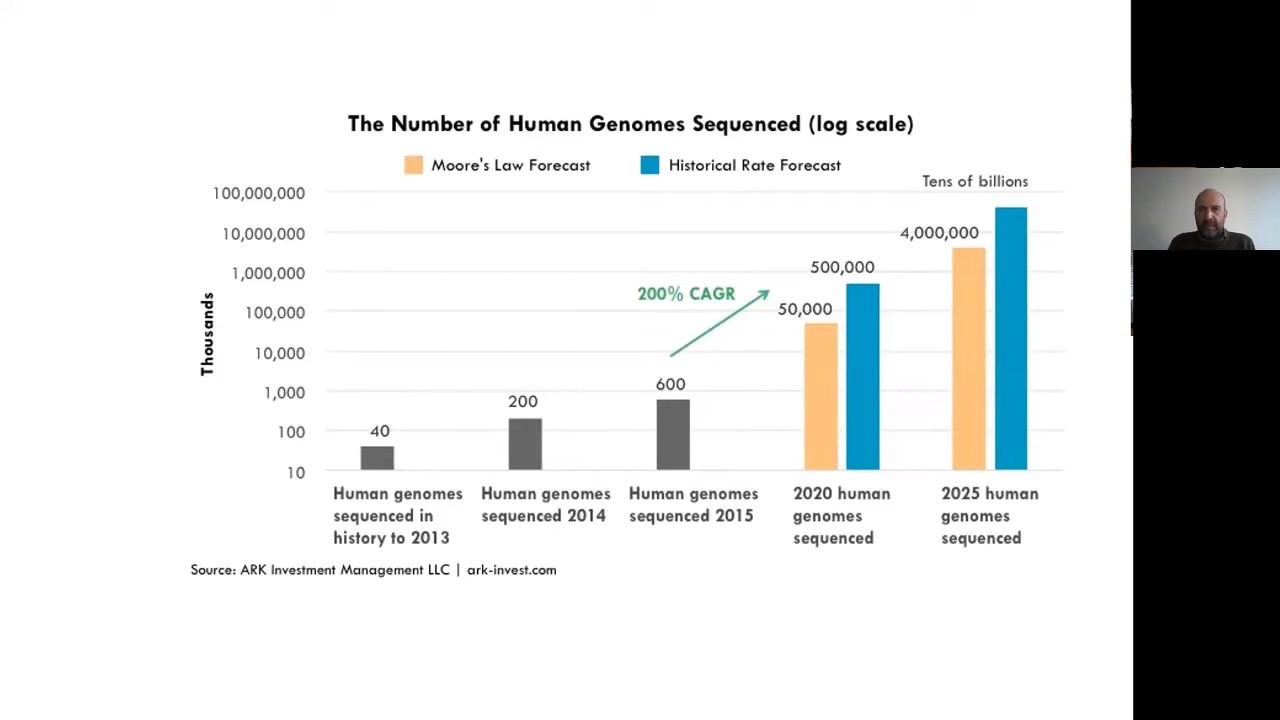 The Number of Human Genomes Sequenced (log scale)
Moore's Law Forecast
Historical Rate Forecast
Tens of billions
100,000,000
10,000,000
1,000,000
100,000
10,000
1,000
100
10
Thousands
40
200
600
200% CAGR
50,000
500,000
4,000,000
Human genomes
sequenced in
history to 2013
Human genomes
sequenced 2014
Human genomes
sequenced 2015
2020 human
genomes
sequenced
2025 human
genomes
sequenced
Source: ARK Investment Management LLC | ark-invest.com